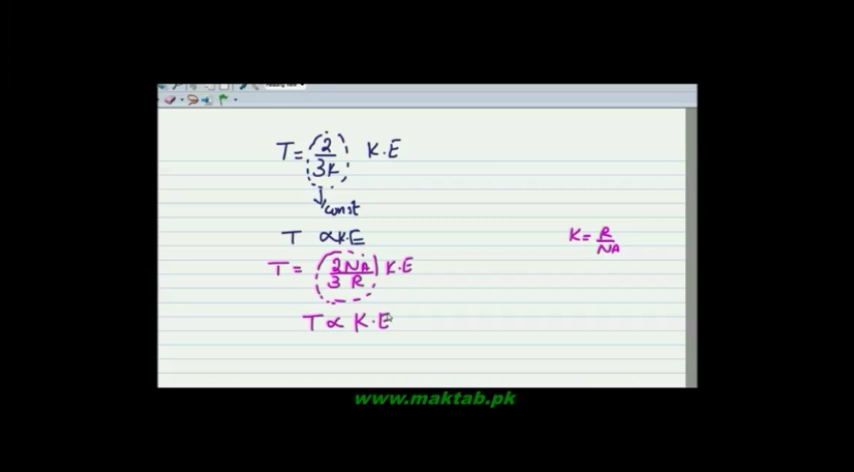 T = 2/3K K.E
const
T ∝ K.E
K = R/NA
T = (2NA/3R) K.E
T ∝ K.E
www.maktab.pk